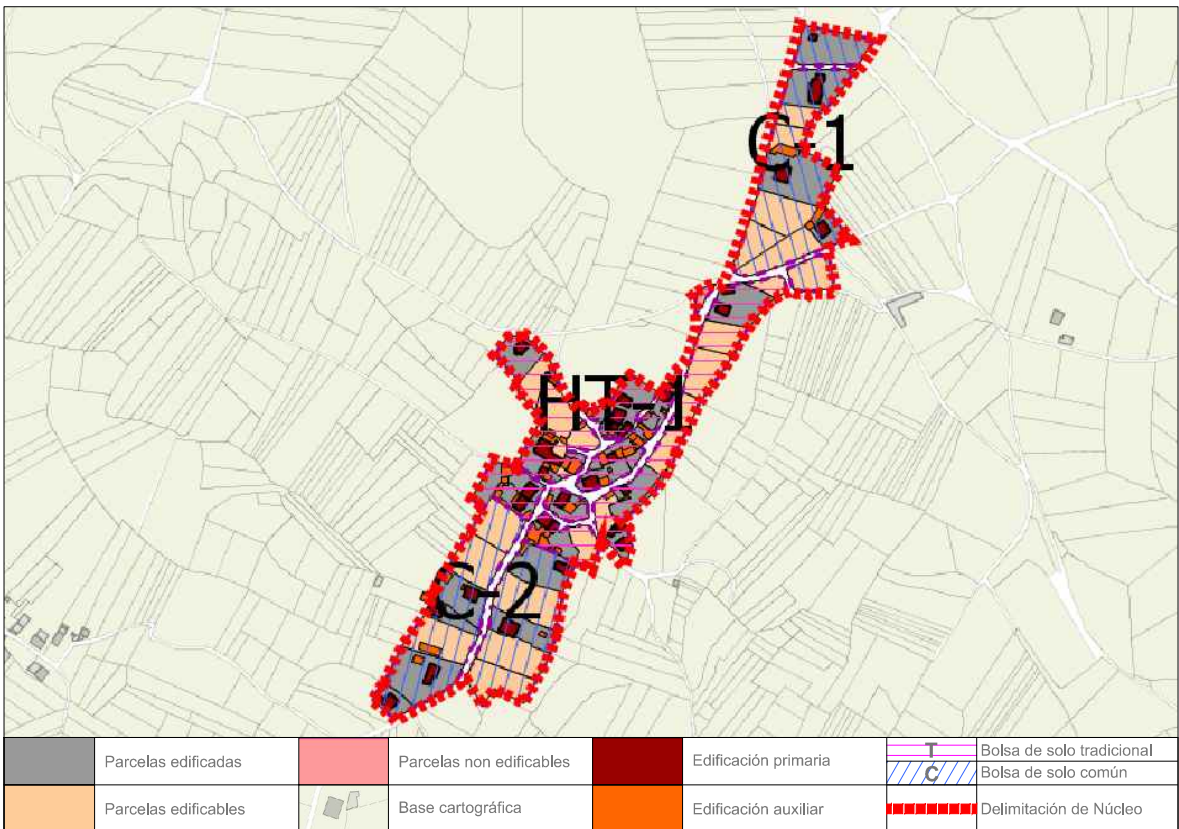 C-1
HT-1
C-2
Parcelas edificadas
Parcelas non edificables
Edificación primaria
T
Bolsa de solo tradicional
C
Bolsa de solo común
Parcelas edificables
Base cartográfica
Edificación auxiliar
Delimitación de Núcleo